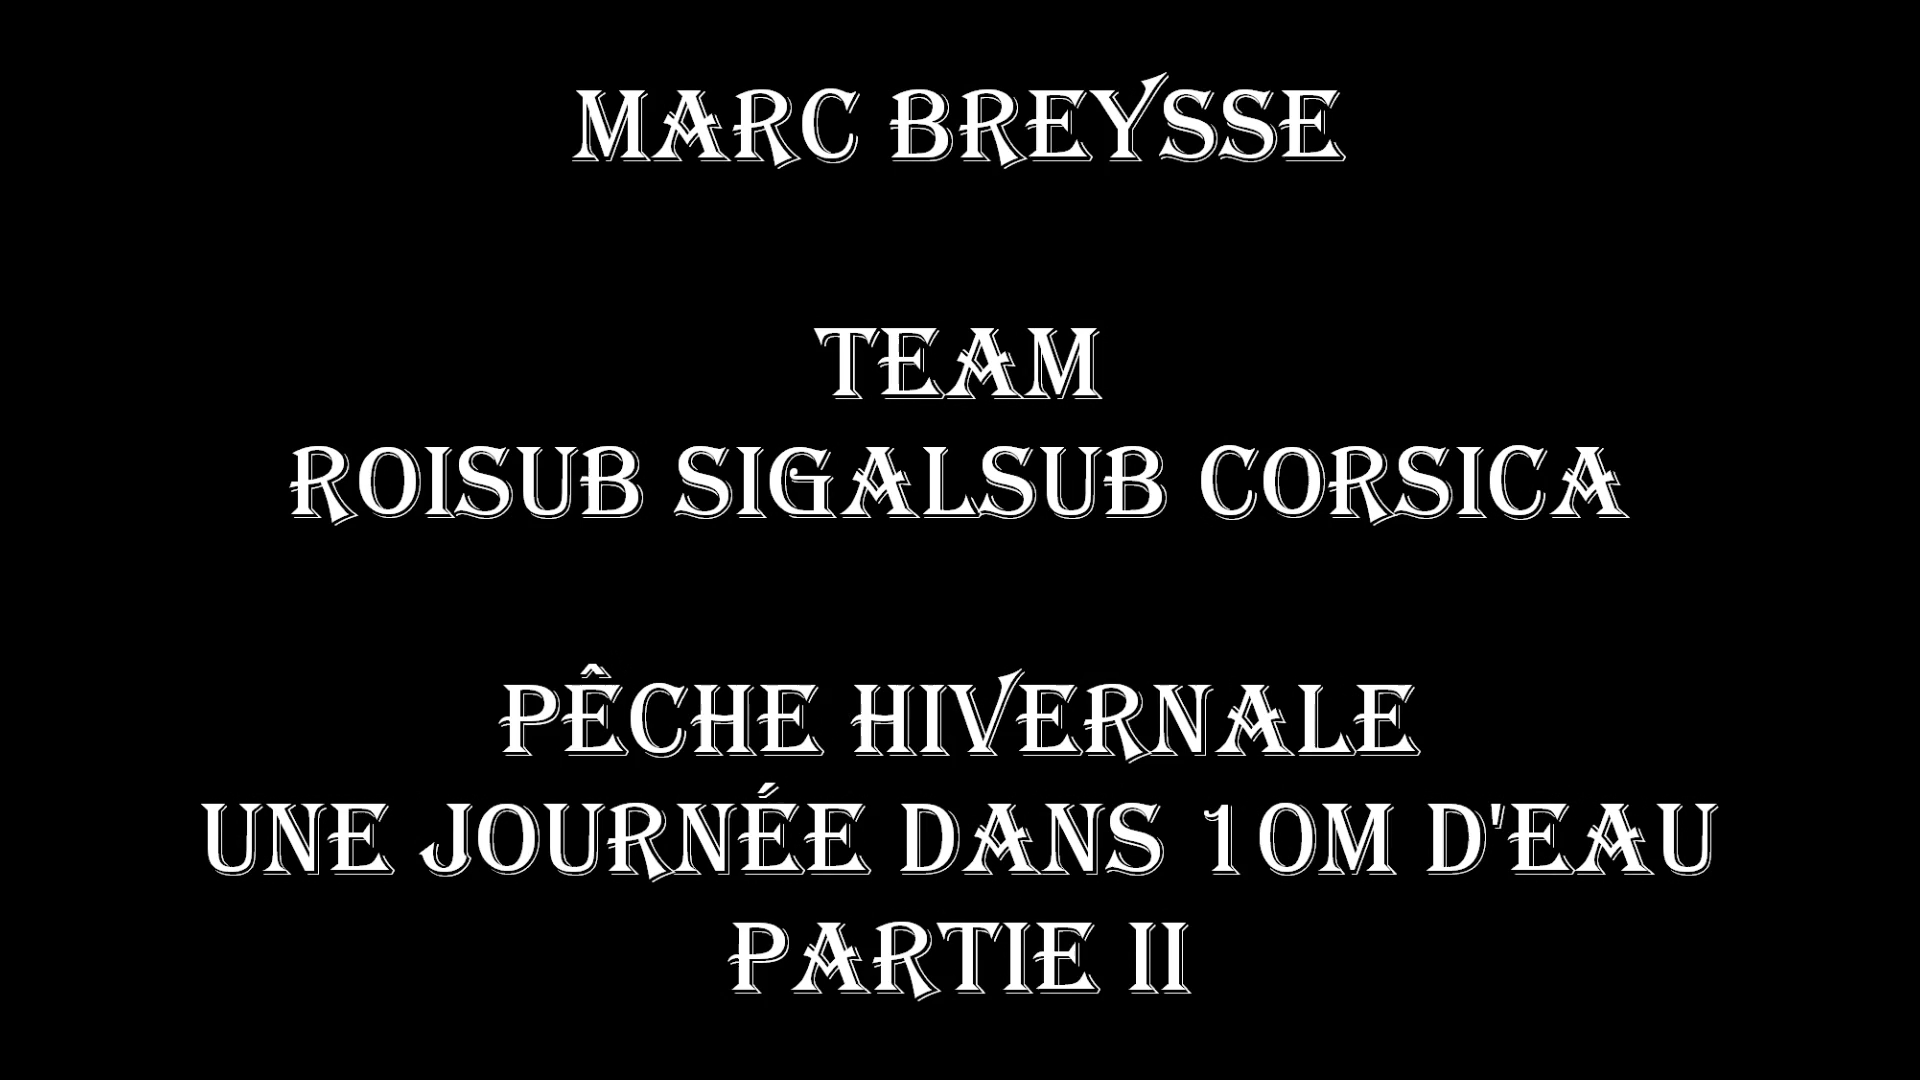 MARC BREYSSE
TEAM
ROISUB SIGALSUB CORSICA
PÊCHE HIVERNALE
UNE JOURNÉE DANS 10M D'EAU
PARTIE II